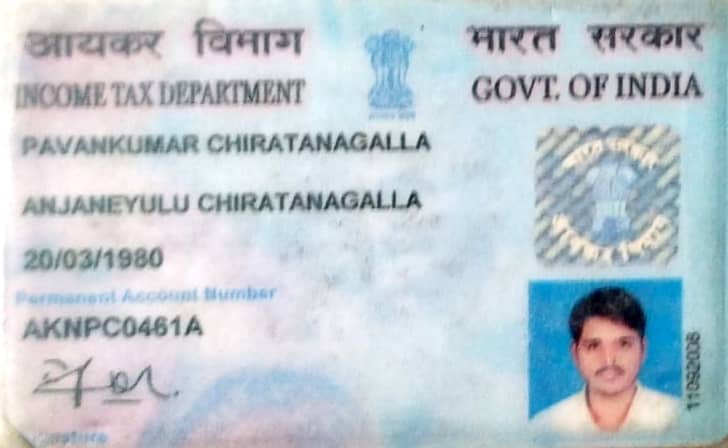 आयकर विभाग
भारत सरकार
INCOME TAX DEPARTMENT
GOVT. OF INDIA
PAVANKUMAR CHIRATANAGALLA
ANJANEYULU CHIRATANAGALLA
20/03/1980
Permanent Account Number
AKNPC0461A
Signature
11092008